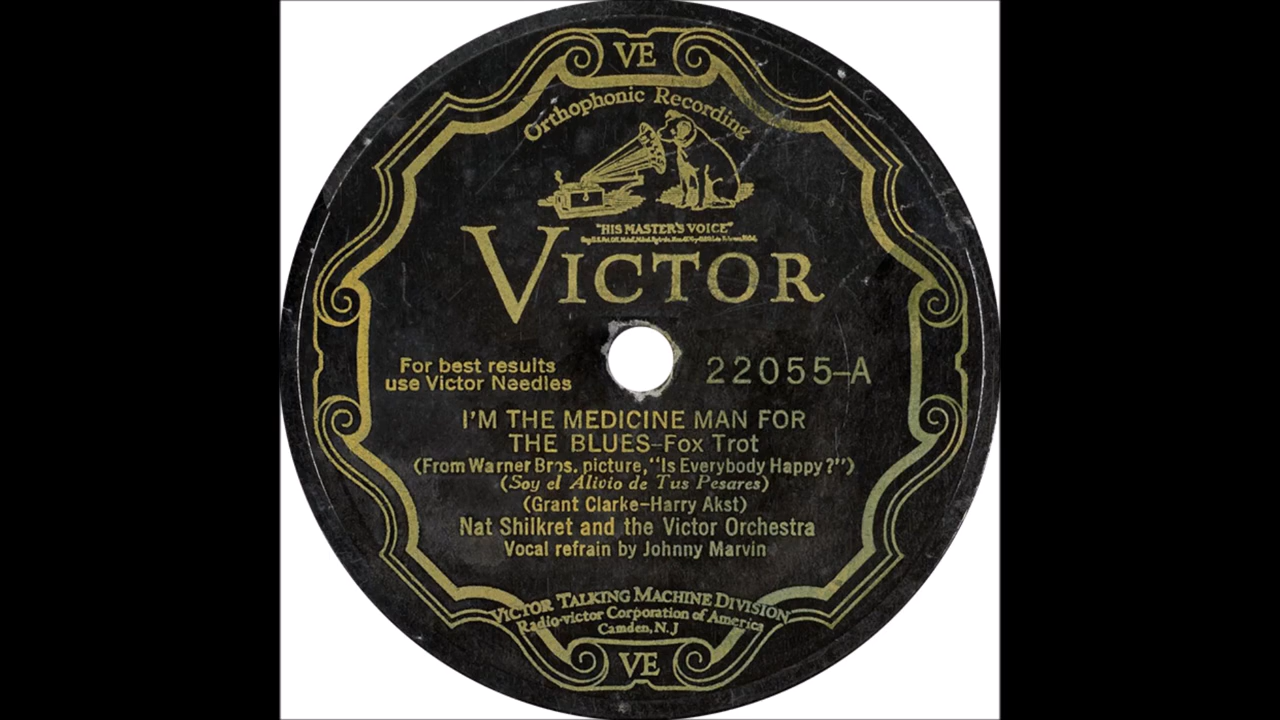 VE
Orthophonic Recording
"HIS MASTER'S VOICE"
VICTOR
For best results
use Victor Needles
22055-A
I'M THE MEDICINE MAN FOR
THE BLUES-Fox Trot
(From Warner Bros. picture, "Is Everybody Happy?")
(Soy el Alivio de Tus Pesares)
(Grant Clarke-Harry Akst)
Nat Shilkret and the Victor Orchestra
Vocal refrain by Johnny Marvin
VICTOR TALKING MACHINE DIVISION
Radio-victor Corporation of America
Camden, N. J
VE